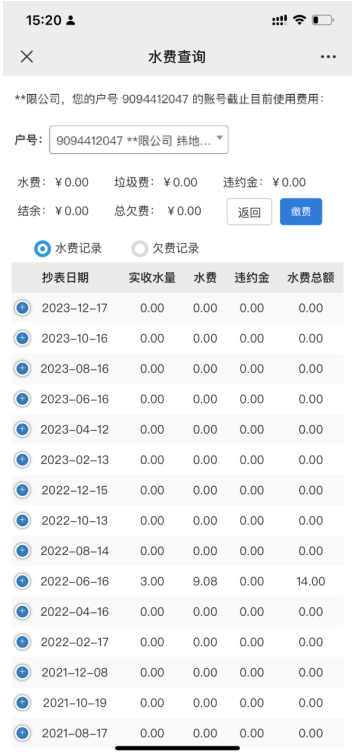 15:20
水费查询
**限公司，您的户号 9094412047 的账号截止目前使用费用：
户号： 9094412047 **限公司 纬地...
水费：￥0.00 垃圾费：￥0.00 违约金：￥0.00
结余：￥0.00 总欠费：￥0.00 返回 缴费
水费记录 欠费记录
抄表日期 实收水量 水费 违约金 水费总额
2023-12-17 0.00 0.00 0.00 0.00
2023-10-16 0.00 0.00 0.00 0.00
2023-08-16 0.00 0.00 0.00 0.00
2023-06-16 0.00 0.00 0.00 0.00
2023-04-12 0.00 0.00 0.00 0.00
2023-02-13 0.00 0.00 0.00 0.00
2022-12-15 0.00 0.00 0.00 0.00
2022-10-13 0.00 0.00 0.00 0.00
2022-08-14 0.00 0.00 0.00 0.00
2022-06-16 3.00 9.08 0.00 14.00
2022-04-16 0.00 0.00 0.00 0.00
2022-02-17 0.00 0.00 0.00 0.00
2021-12-08 0.00 0.00 0.00 0.00
2021-10-19 0.00 0.00 0.00 0.00
2021-08-17 0.00 0.00 0.00 0.00